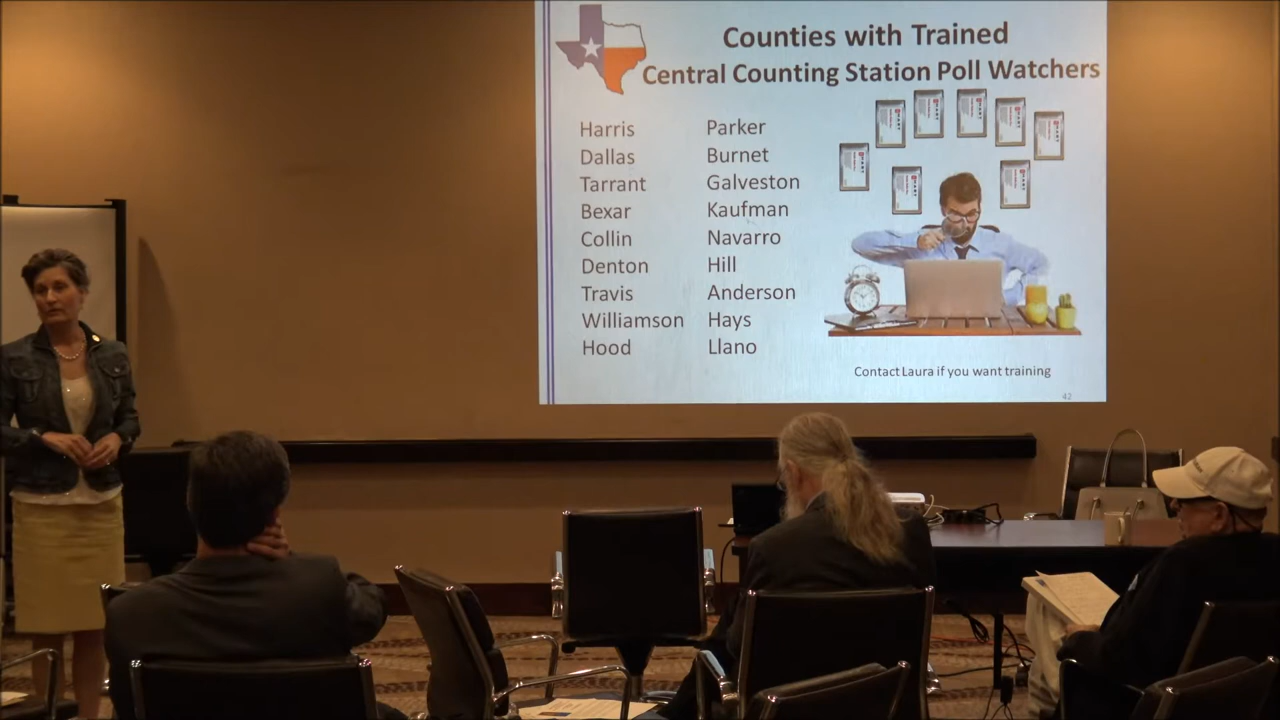 Counties with Trained
Central Counting Station Poll Watchers
Harris
Dallas
Tarrant
Bexar
Collin
Denton
Travis
Williamson
Hood
Parker
Burnet
Galveston
Kaufman
Navarro
Hill
Anderson
Hays
Llano
Contact Laura if you want training
42